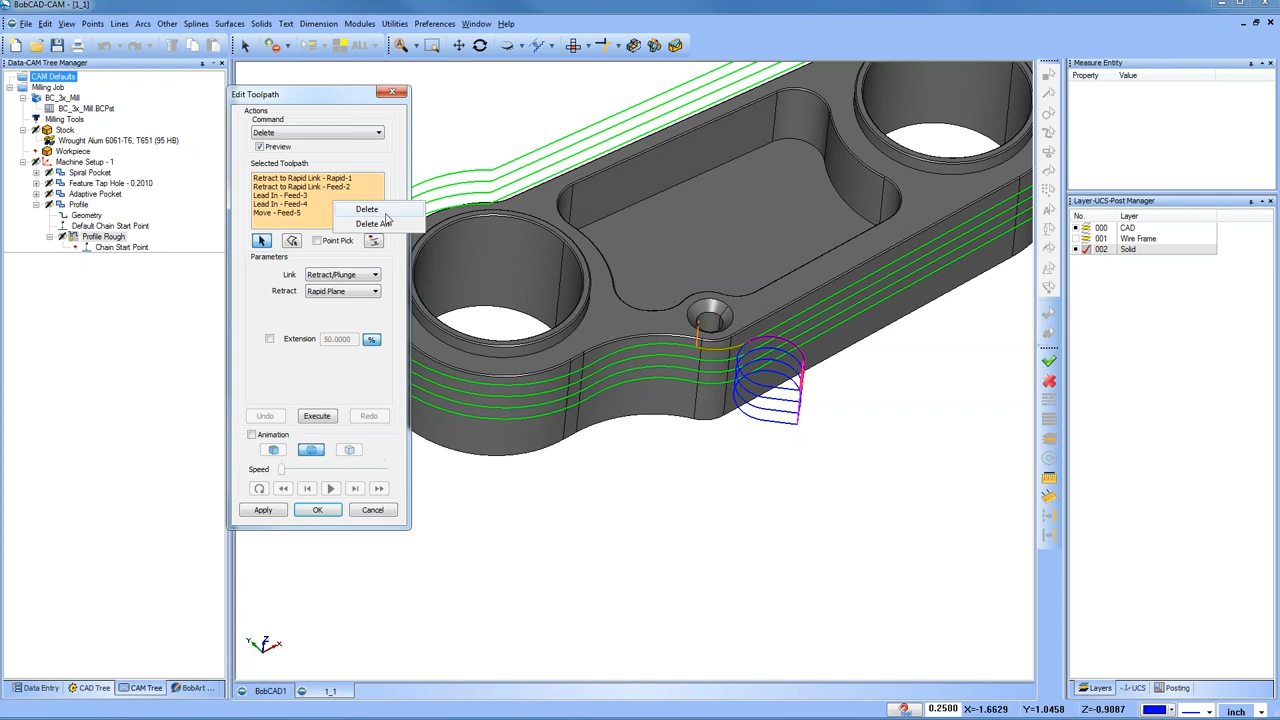 BobCAD-CAM - [1_1]
File Edit View Points Lines Arcs Other Splines Surfaces Solids Text Dimension Modules Utilities Preferences Window Help
ALL
Data-CAM Tree Manager
CAM Defaults
Milling Job
BC_3x_Mill
BC_3x_Mill.BCPst
Milling Tools
Stock
Wrought Alum 6061-T6, T651 (95 HB)
Workpiece
Machine Setup - 1
Spiral Pocket
Feature Tap Hole - 0.2010
Adaptive Pocket
Profile
Geometry
Default Chain Start Point
Profile Rough
Chain Start Point
Edit Toolpath
Actions
Command
Delete
Preview
Selected Toolpath
Retract to Rapid Link - Rapid-1
Retract to Rapid Link - Feed-2
Lead In - Feed-3
Lead In - Feed-4
Move - Feed-5
Delete
Delete All
Point Pick
Parameters
Link Retract/Plunge
Retract Rapid Plane
Extension 50.0000 %
Undo Execute Redo
Animation
Speed
Apply OK Cancel
Measure Entity
Property Value
Layer-UCS-Post Manager
No. Layer
000 CAD
001 Wire Frame
002 Solid
Y Z X
Data Entry CAD Tree CAM Tree BobArt ...
BobCAD1 1_1
Layers UCS Posting
0.2500 X=-1.6629 Y=1.0458 Z=-0.9087 inch